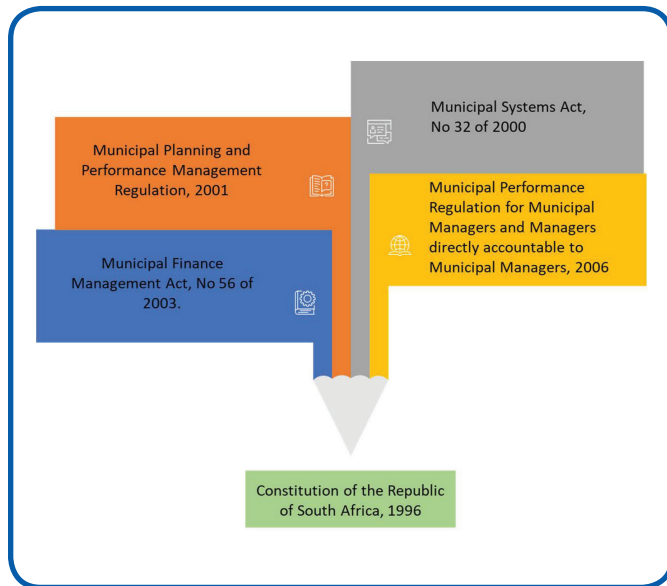 Municipal Systems Act,
No 32 of 2000
Municipal Planning and
Performance Management
Regulation, 2001
Municipal Performance
Regulation for Municipal
Managers and Managers
directly accountable to
Municipal Managers, 2006
Municipal Finance
Management Act, No 56 of
2003.
Constitution of the Republic
of South Africa, 1996